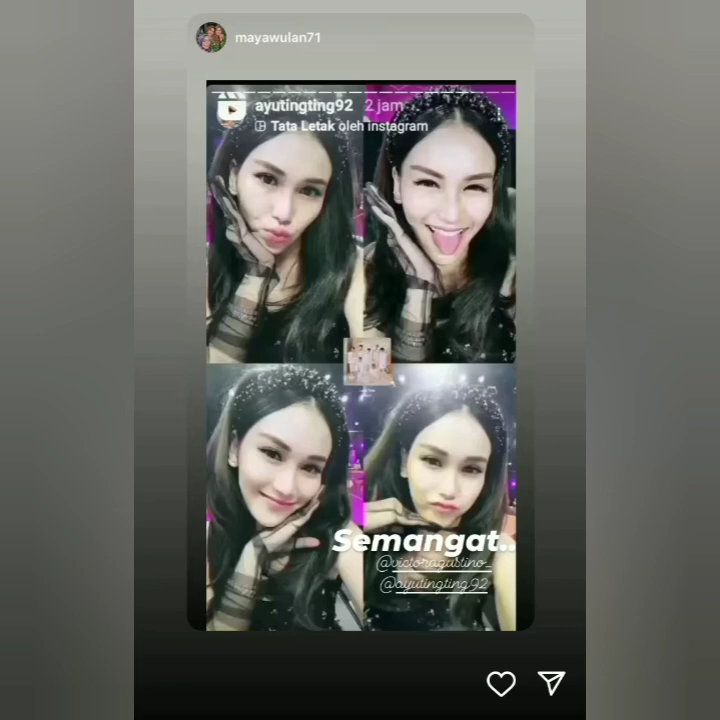 mayawulan71
ayutingting92 2 jam
Tata Letak oleh instagram
Semangat..
@victoragustino_
@ayutingting92